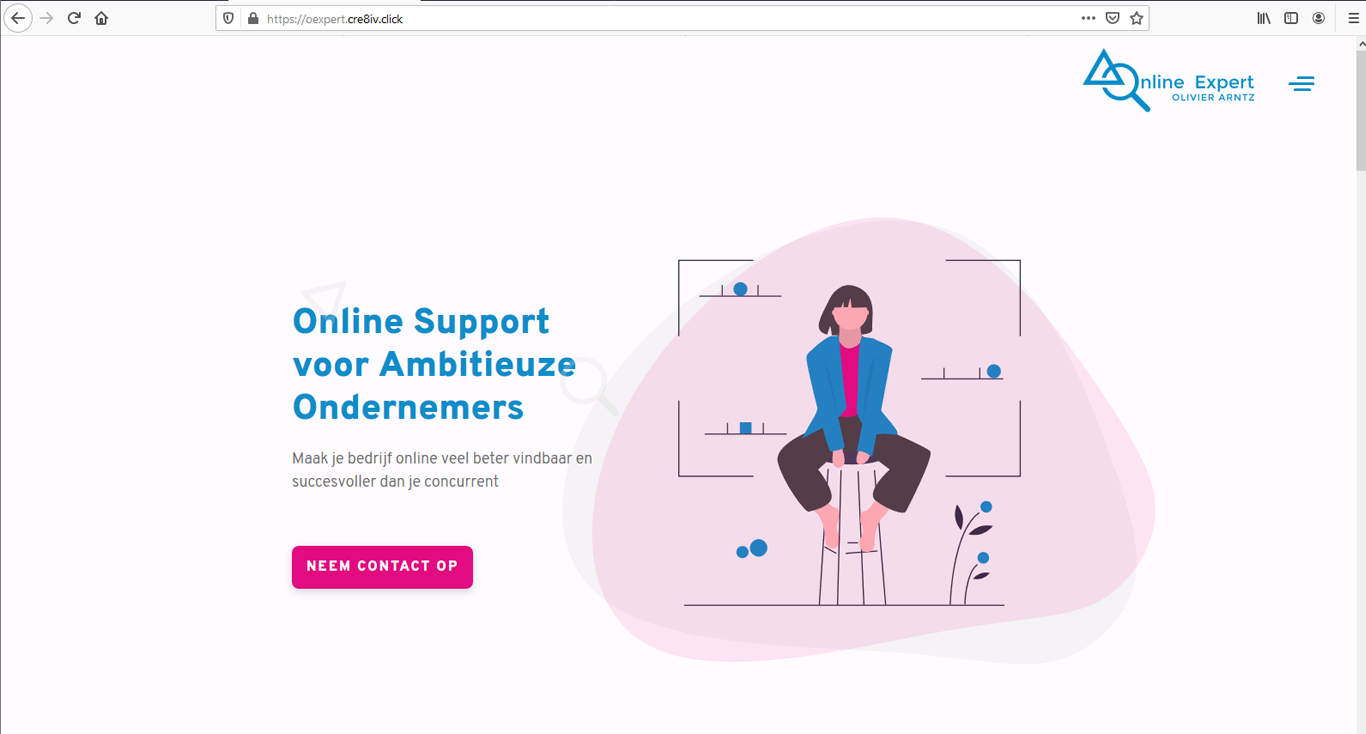 https://oexpert.cre8iv.click
nline Expert
OLIVIER ARNTZ
Online Support
voor Ambitieuze
Ondernemers
Maak je bedrijf online veel beter vindbaar en
succesvoller dan je concurrent
NEEM CONTACT OP